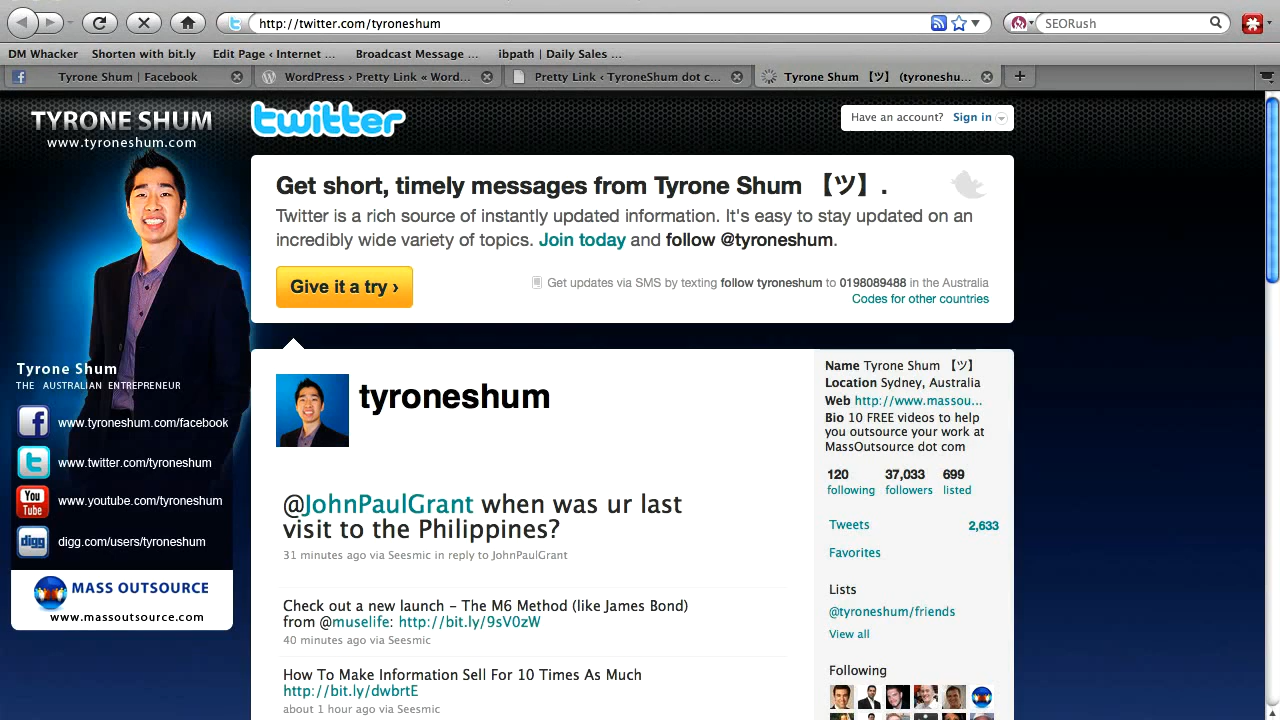 http://twitter.com/tyroneshum
SEORush
DM Whacker
Shorten with bit.ly
Edit Page ‹ Internet ...
Broadcast Message ...
ibpath | Daily Sales ...
Tyrone Shum | Facebook
WordPress › Pretty Link « Word...
Pretty Link ‹ TyroneShum dot ...
Tyrone Shum 【ツ】 (tyroneshu...
TYRONE SHUM
www.tyroneshum.com
twitter
Have an account? Sign in
Get short, timely messages from Tyrone Shum 【ツ】.
Twitter is a rich source of instantly updated information. It's easy to stay updated on an
incredibly wide variety of topics. Join today and follow @tyroneshum.
Give it a try ›
Get updates via SMS by texting follow tyroneshum to 0198089488 in the Australia
Codes for other countries
Tyrone Shum
THE AUSTRALIAN ENTREPRENEUR
www.tyroneshum.com/facebook
www.twitter.com/tyroneshum
You
Tube
www.youtube.com/tyroneshum
digg
digg.com/users/tyroneshum
MASS OUTSOURCE
www.massoutsource.com
tyroneshum
@JohnPaulGrant when was ur last
visit to the Philippines?
31 minutes ago via Seesmic in reply to JohnPaulGrant
Check out a new launch – The M6 Method (like James Bond)
from @muselife: http://bit.ly/9sV0zW
40 minutes ago via Seesmic
How To Make Information Sell For 10 Times As Much
http://bit.ly/dwbrtE
about 1 hour ago via Seesmic
Name Tyrone Shum 【ツ】
Location Sydney, Australia
Web http://www.massou...
Bio 10 FREE videos to help
you outsource your work at
MassOutsource dot com
120 37,033 699
following followers listed
Tweets 2,633
Favorites
Lists
@tyroneshum/friends
View all
Following